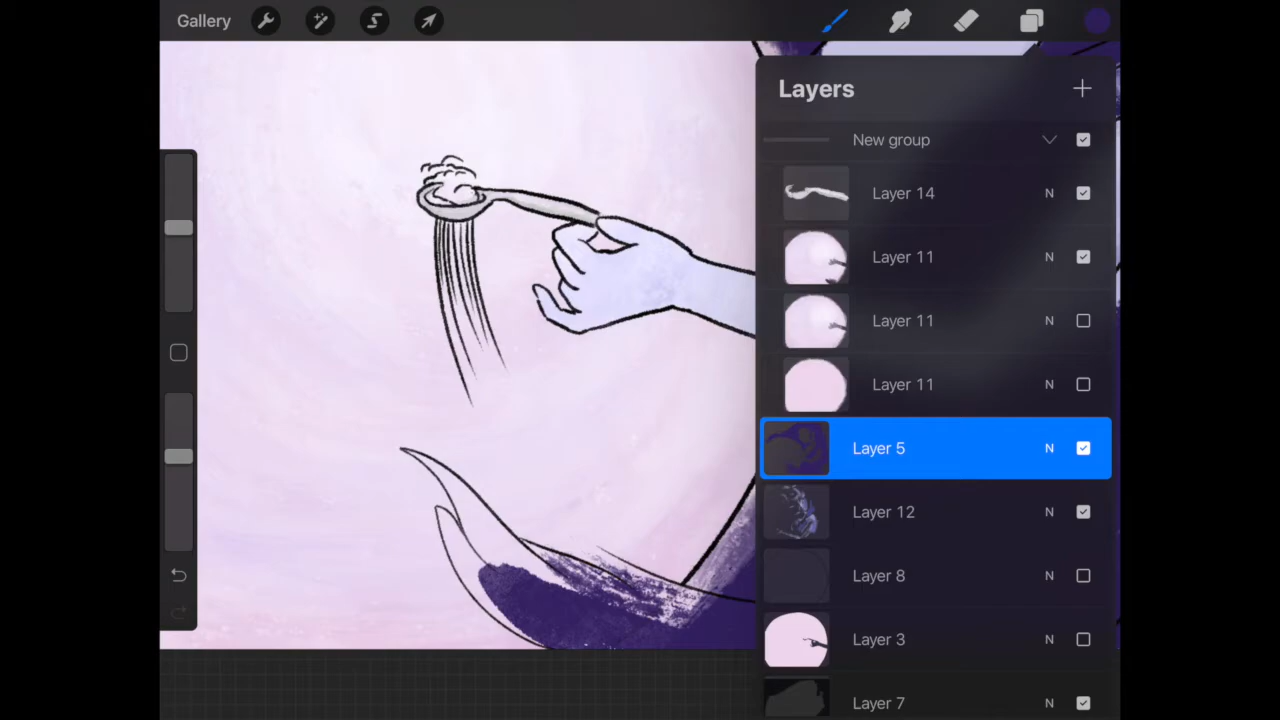 Gallery
Layers
New group
Layer 14 N
Layer 11 N
Layer 11 N
Layer 11 N
Layer 5 N
Layer 12 N
Layer 8 N
Layer 3 N
Layer 7 N